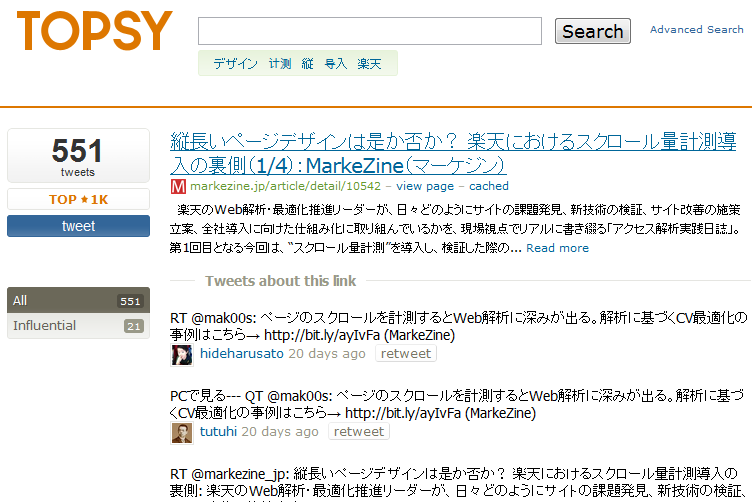 TOPSY
Search
Advanced Search
デザイン 計測 縦 導入 楽天
551
tweets
TOP ★ 1K
tweet
縦長いページデザインは是か否か？ 楽天におけるスクロール量計測導
入の裏側（1/4）：MarkeZine（マーケジン）
M markezine.jp/article/detail/10542 – view page – cached
楽天のWeb解析・最適化推進リーダーが、日々どのようにサイトの課題発見、新技術の検証、サイト改善の施策
立案、全社導入に向けた仕組み化に取り組んでいるかを、現場視点でリアルに書き綴る「アクセス解析実践日誌」。
第1回目となる今回は、“スクロール量計測”を導入し、検証した際の... Read more
Tweets about this link
All 551
Influential 21
RT @mak00s: ページのスクロールを計測するとWeb解析に深みが出る。解析に基づくCV最適化の
事例はこちら→ http://bit.ly/ayIvFa (MarkeZine)
hideharusato 20 days ago retweet
PCで見る--- QT @mak00s: ページのスクロールを計測するとWeb解析に深みが出る。解析に基づ
くCV最適化の事例はこちら→ http://bit.ly/ayIvFa (MarkeZine)
tutuhi 20 days ago retweet
RT @markezine_jp: 縦長いページデザインは是か否か？ 楽天におけるスクロール量計測導入の
裏側: 楽天のWeb解析・最適化推進リーダーが、日々どのようにサイトの課題発見、新技術の検証、